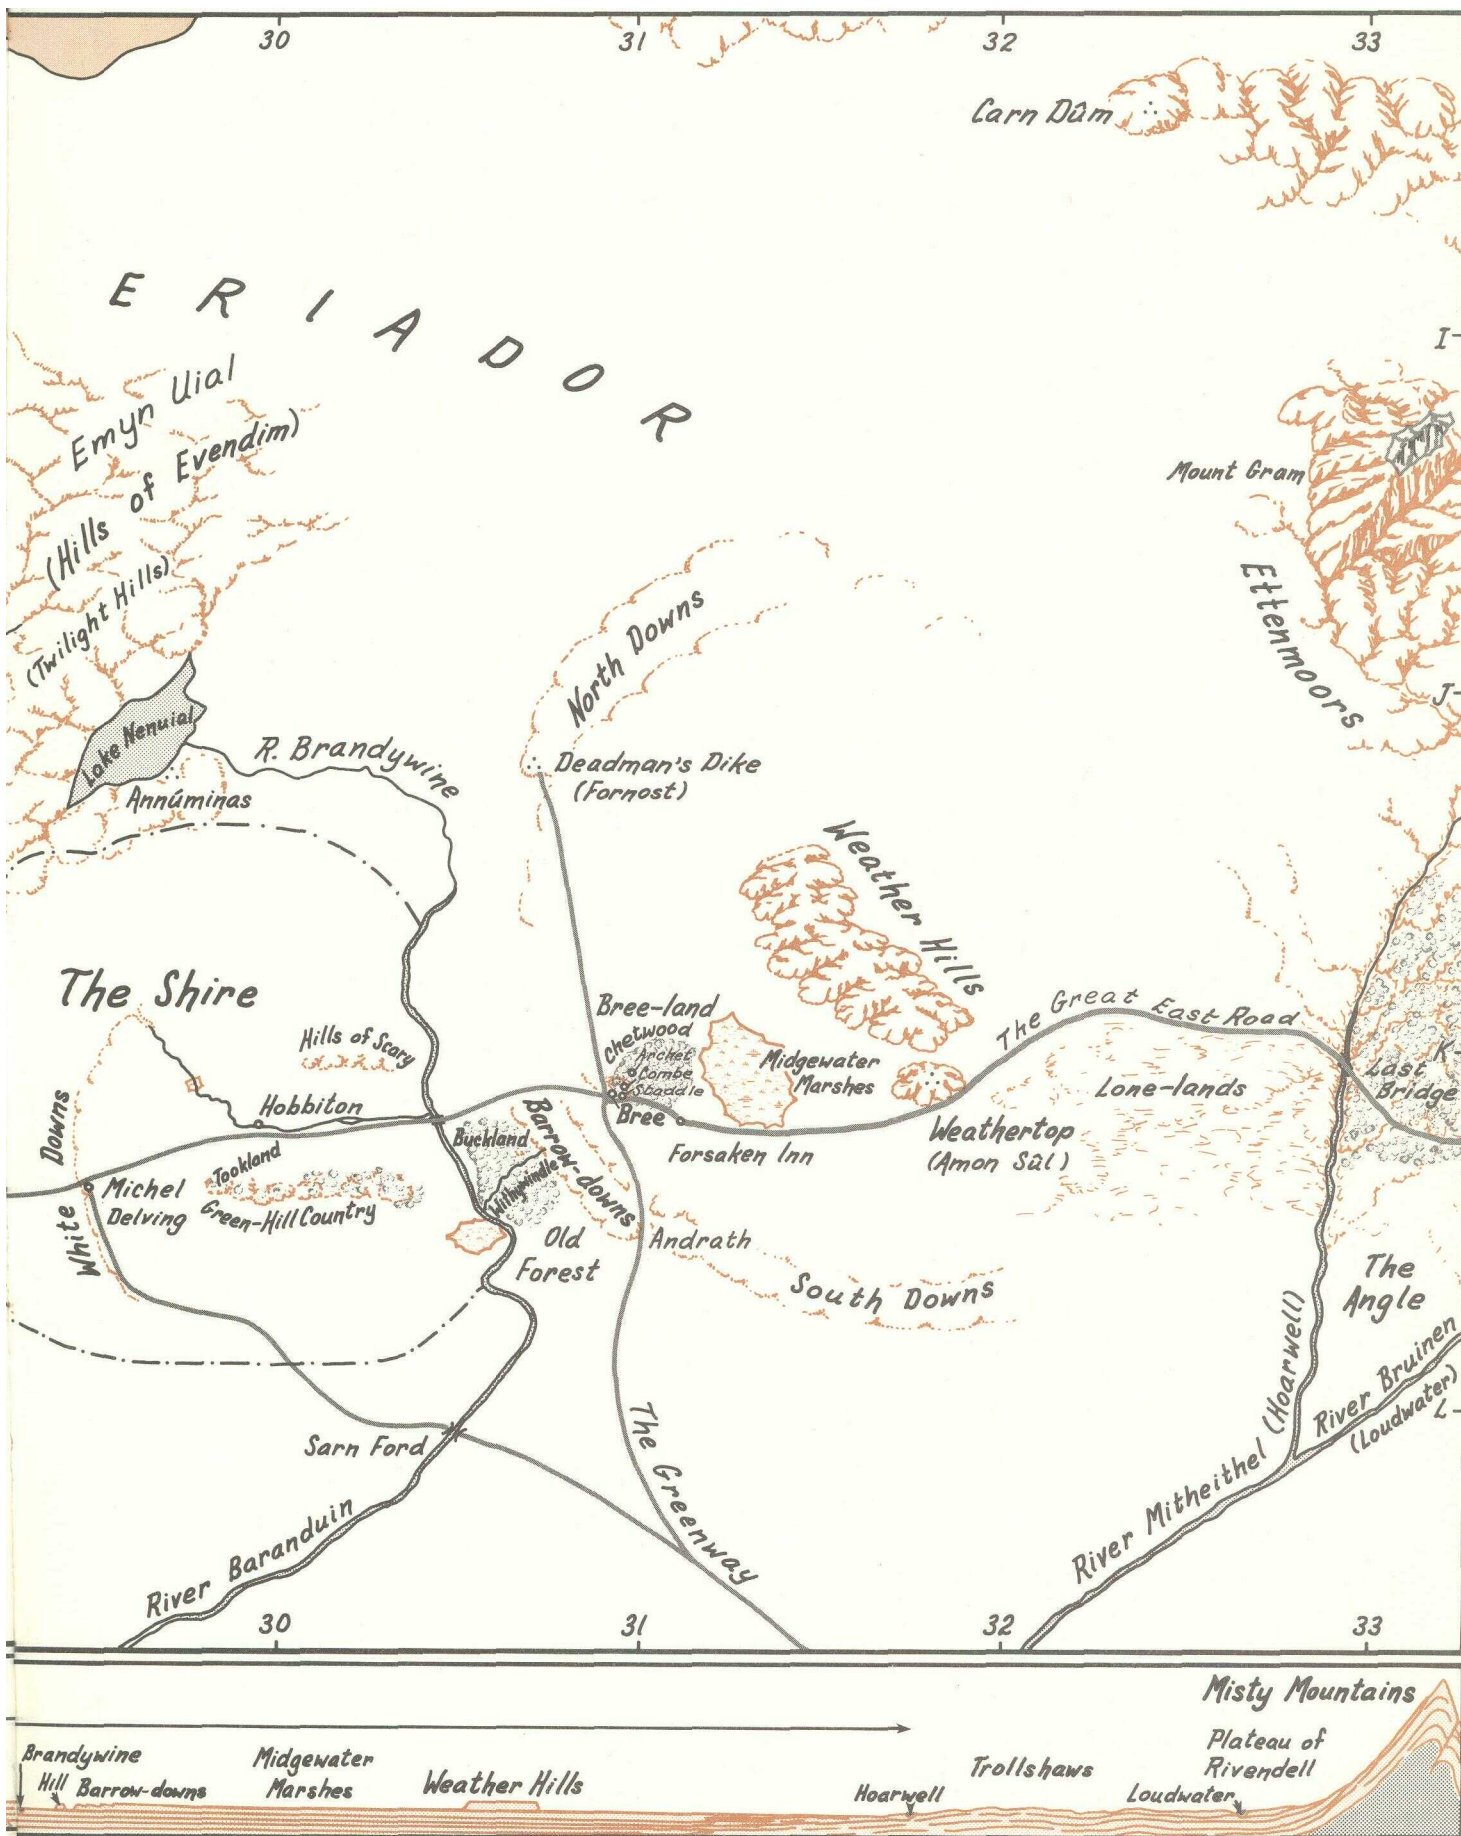 30
31
32
33
Carn Dûm
ERIADOR
I
Emyn Uial
(Hills of Evendim)
(Twilight Hills)
Mount Gram
Ettenmoors
North Downs
J
Lake Nenuial
R. Brandywine
Annúminas
Deadman's Dike
(Fornost)
Weather Hills
The Shire
Bree-land
Chetwood
Archet
Combe
Staddle
Bree
Hills of Scary
Midgewater
Marshes
The Great East Road
K
Last
Bridge
Lone-lands
Hobbiton
Buckland
Barrow-downs
Withywindle
Forsaken Inn
Weathertop
(Amon Sûl)
White Downs
Tookland
Michel
Delving
Green-Hill Country
Old
Forest
Andrath
South Downs
The
Angle
River Bruinen
(Loudwater)
L
River Mitheithel (Hoarwell)
Sarn Ford
The Greenway
River Baranduin
30
31
32
33
Misty Mountains
Brandywine
Hill
Barrow-downs
Midgewater
Marshes
Weather Hills
Hoarwell
Trollshaws
Plateau of
Rivendell
Loudwater